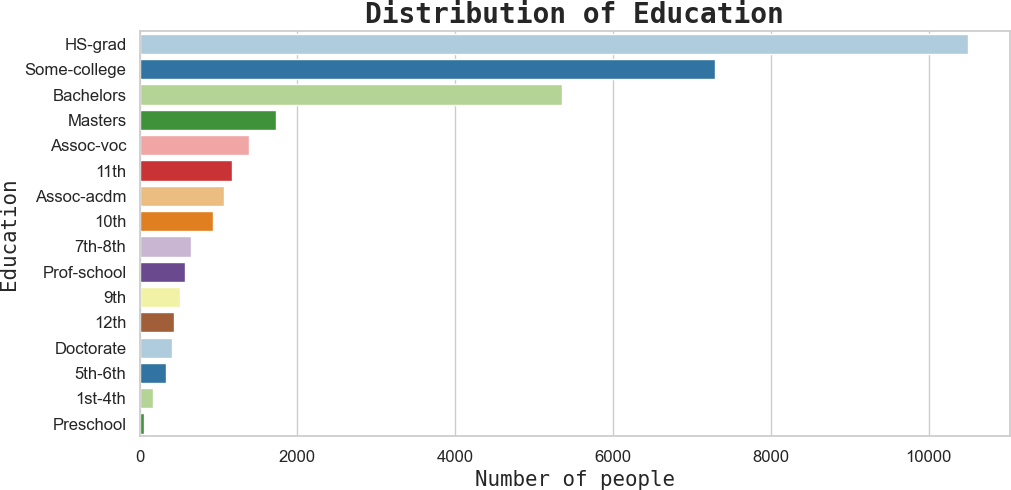 Distribution of Education
Education
HS-grad
Some-college
Bachelors
Masters
Assoc-voc
11th
Assoc-acdm
10th
7th-8th
Prof-school
9th
12th
Doctorate
5th-6th
1st-4th
Preschool
0 2000 4000 6000 8000 10000
Number of people